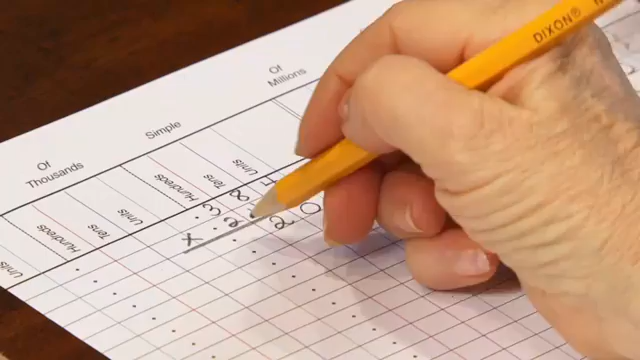 DIXON®
Of Thousands
Simple
Of Millions
Units
Hundreds
Tens
Units
Hundreds
Tens
Units
x